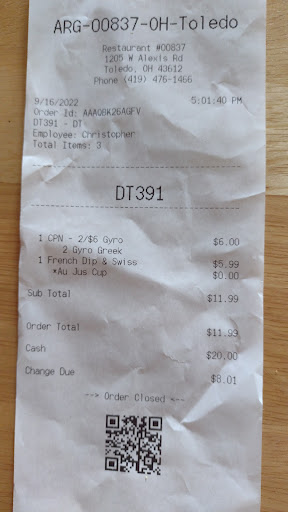 ARG-00837-OH-Toledo
Restaurant #00837
1205 W Alexis Rd
Toledo, OH 43612
Phone (419) 476-1466
9/16/2022 5:01:40 PM
Order Id: AAAOBK26AGFV
DT391 - DT
Employee: Christopher
Total Items: 3
DT391
1 CPN - 2/$6 Gyro $6.00
2 Gyro Greek
1 French Dip & Swiss $5.99
*Au Jus Cup $0.00
Sub Total $11.99
Order Total $11.99
Cash $20.00
Change Due $8.01
--> Order Closed <--